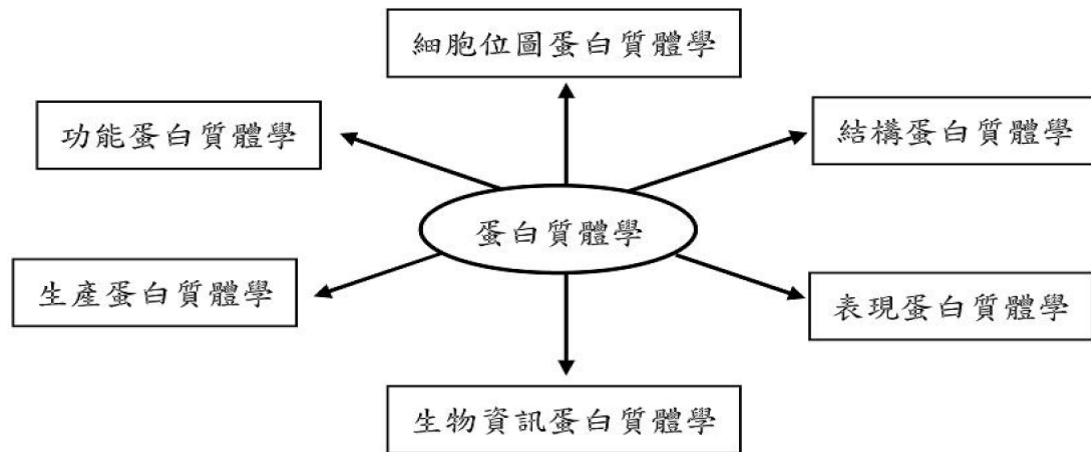 細胞位圖蛋白質體學
功能蛋白質體學
結構蛋白質體學
蛋白質體學
生產蛋白質體學
表現蛋白質體學
生物資訊蛋白質體學